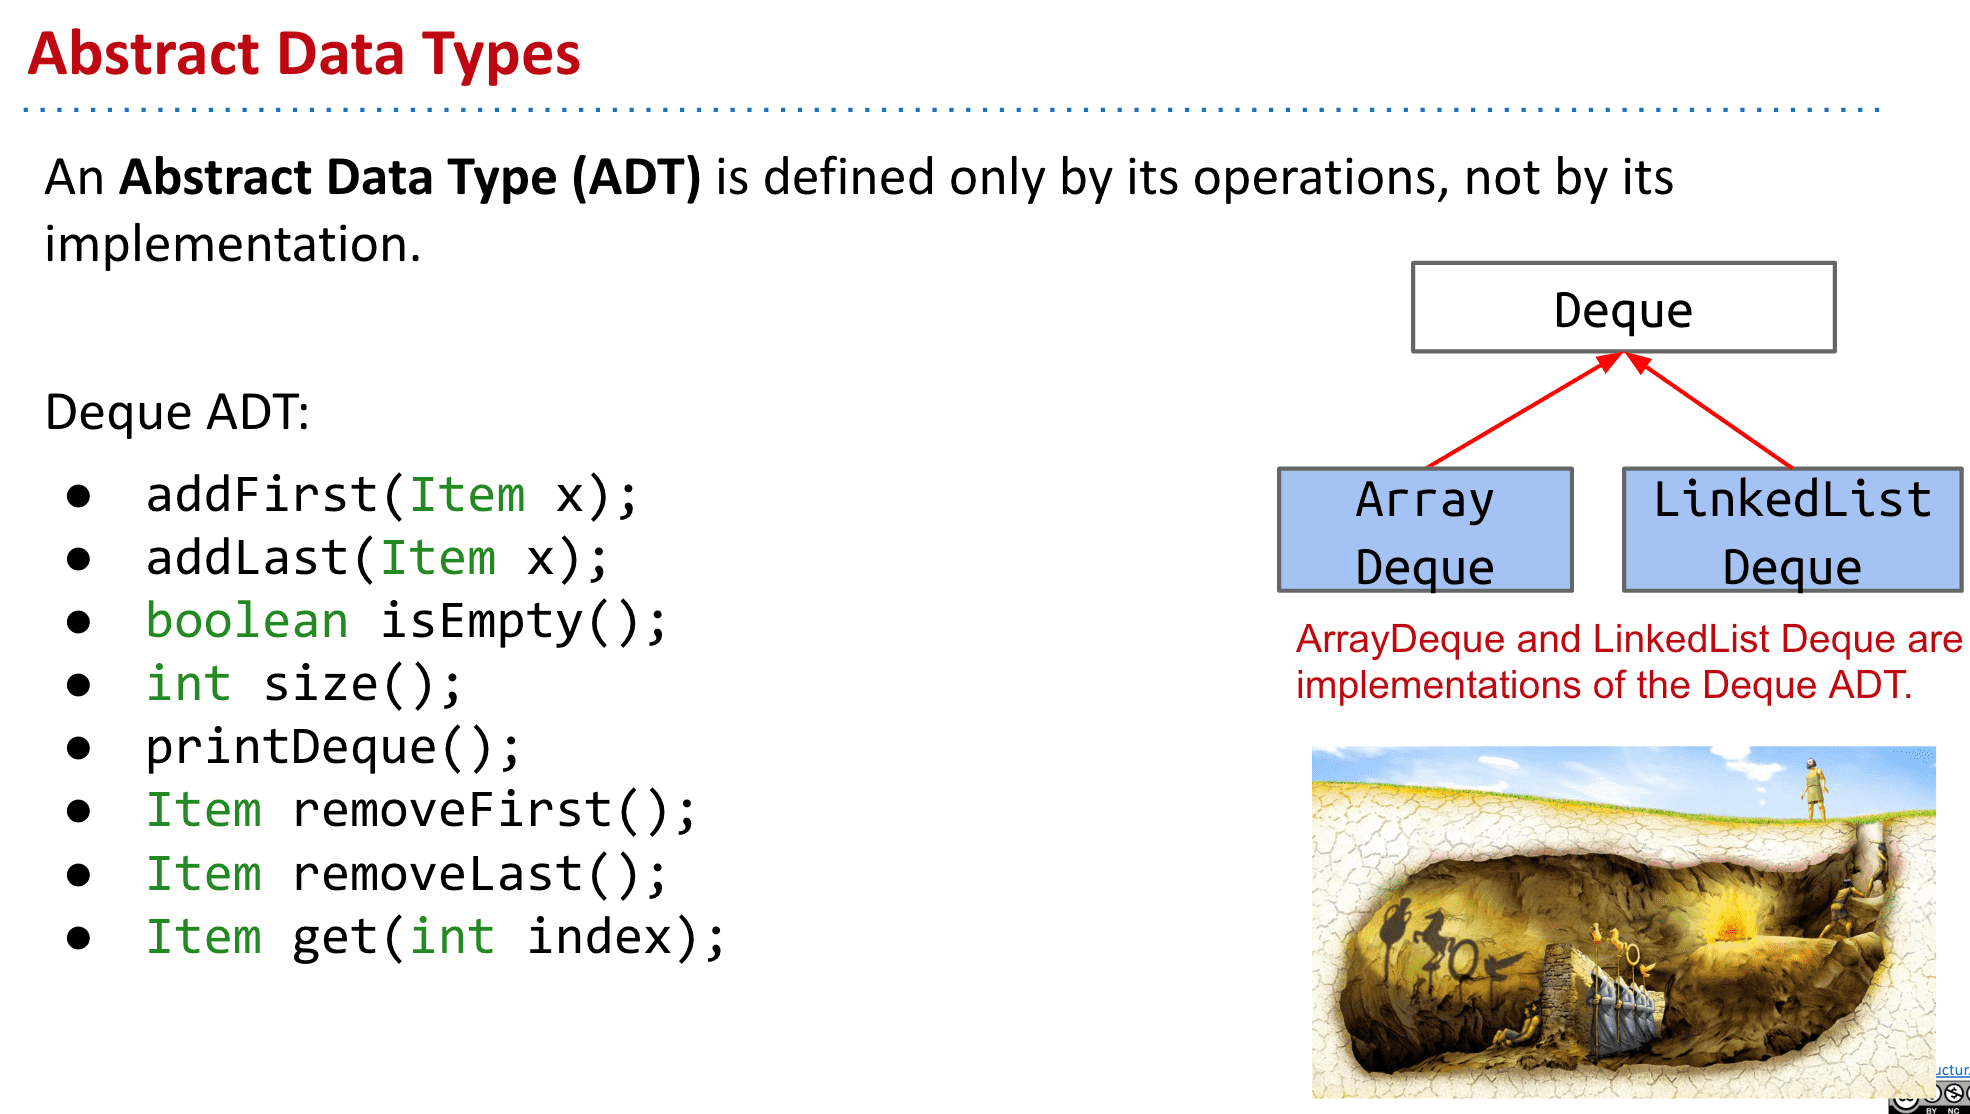 Abstract Data Types
An Abstract Data Type (ADT) is defined only by its operations, not by its
implementation.
Deque
Deque ADT:
● addFirst(Item x);
● addLast(Item x);
● boolean isEmpty();
● int size();
● printDeque();
● Item removeFirst();
● Item removeLast();
● Item get(int index);
Array
Deque
LinkedList
Deque
ArrayDeque and LinkedList Deque are
implementations of the Deque ADT.
BY NC